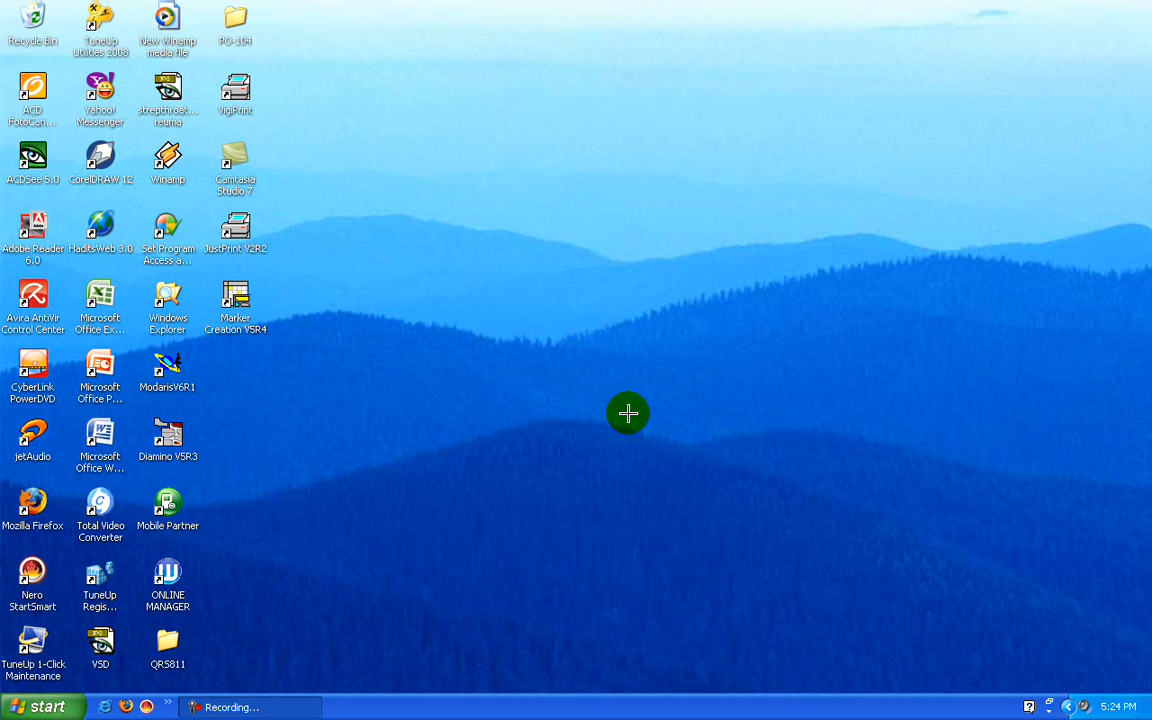 Recycle Bin
TuneUp
Utilities 2008
New Winamp
media file
PC-104
ACD
FotoCan...
Yahoo!
Messenger
strepthroat...
reuma
VigiPrint
ACDSee 5.0
CorelDRAW 12
Winamp
Camtasia
Studio 7
Adobe Reader
6.0
HaditsWeb 3.0
Set Program
Access a...
JustPrint V2R2
Avira AntiVir
Control Center
Microsoft
Office Ex...
Windows
Explorer
Marker
Creation V5R4
CyberLink
PowerDVD
Microsoft
Office P...
ModarisV6R1
jetAudio
Microsoft
Office W...
Diamino V5R3
Mozilla Firefox
Total Video
Converter
Mobile Partner
Nero
StartSmart
TuneUp
Regis...
ONLINE
MANAGER
TuneUp 1-Click
Maintenance
VSD
QRS811
start
Recording...
5:24 PM